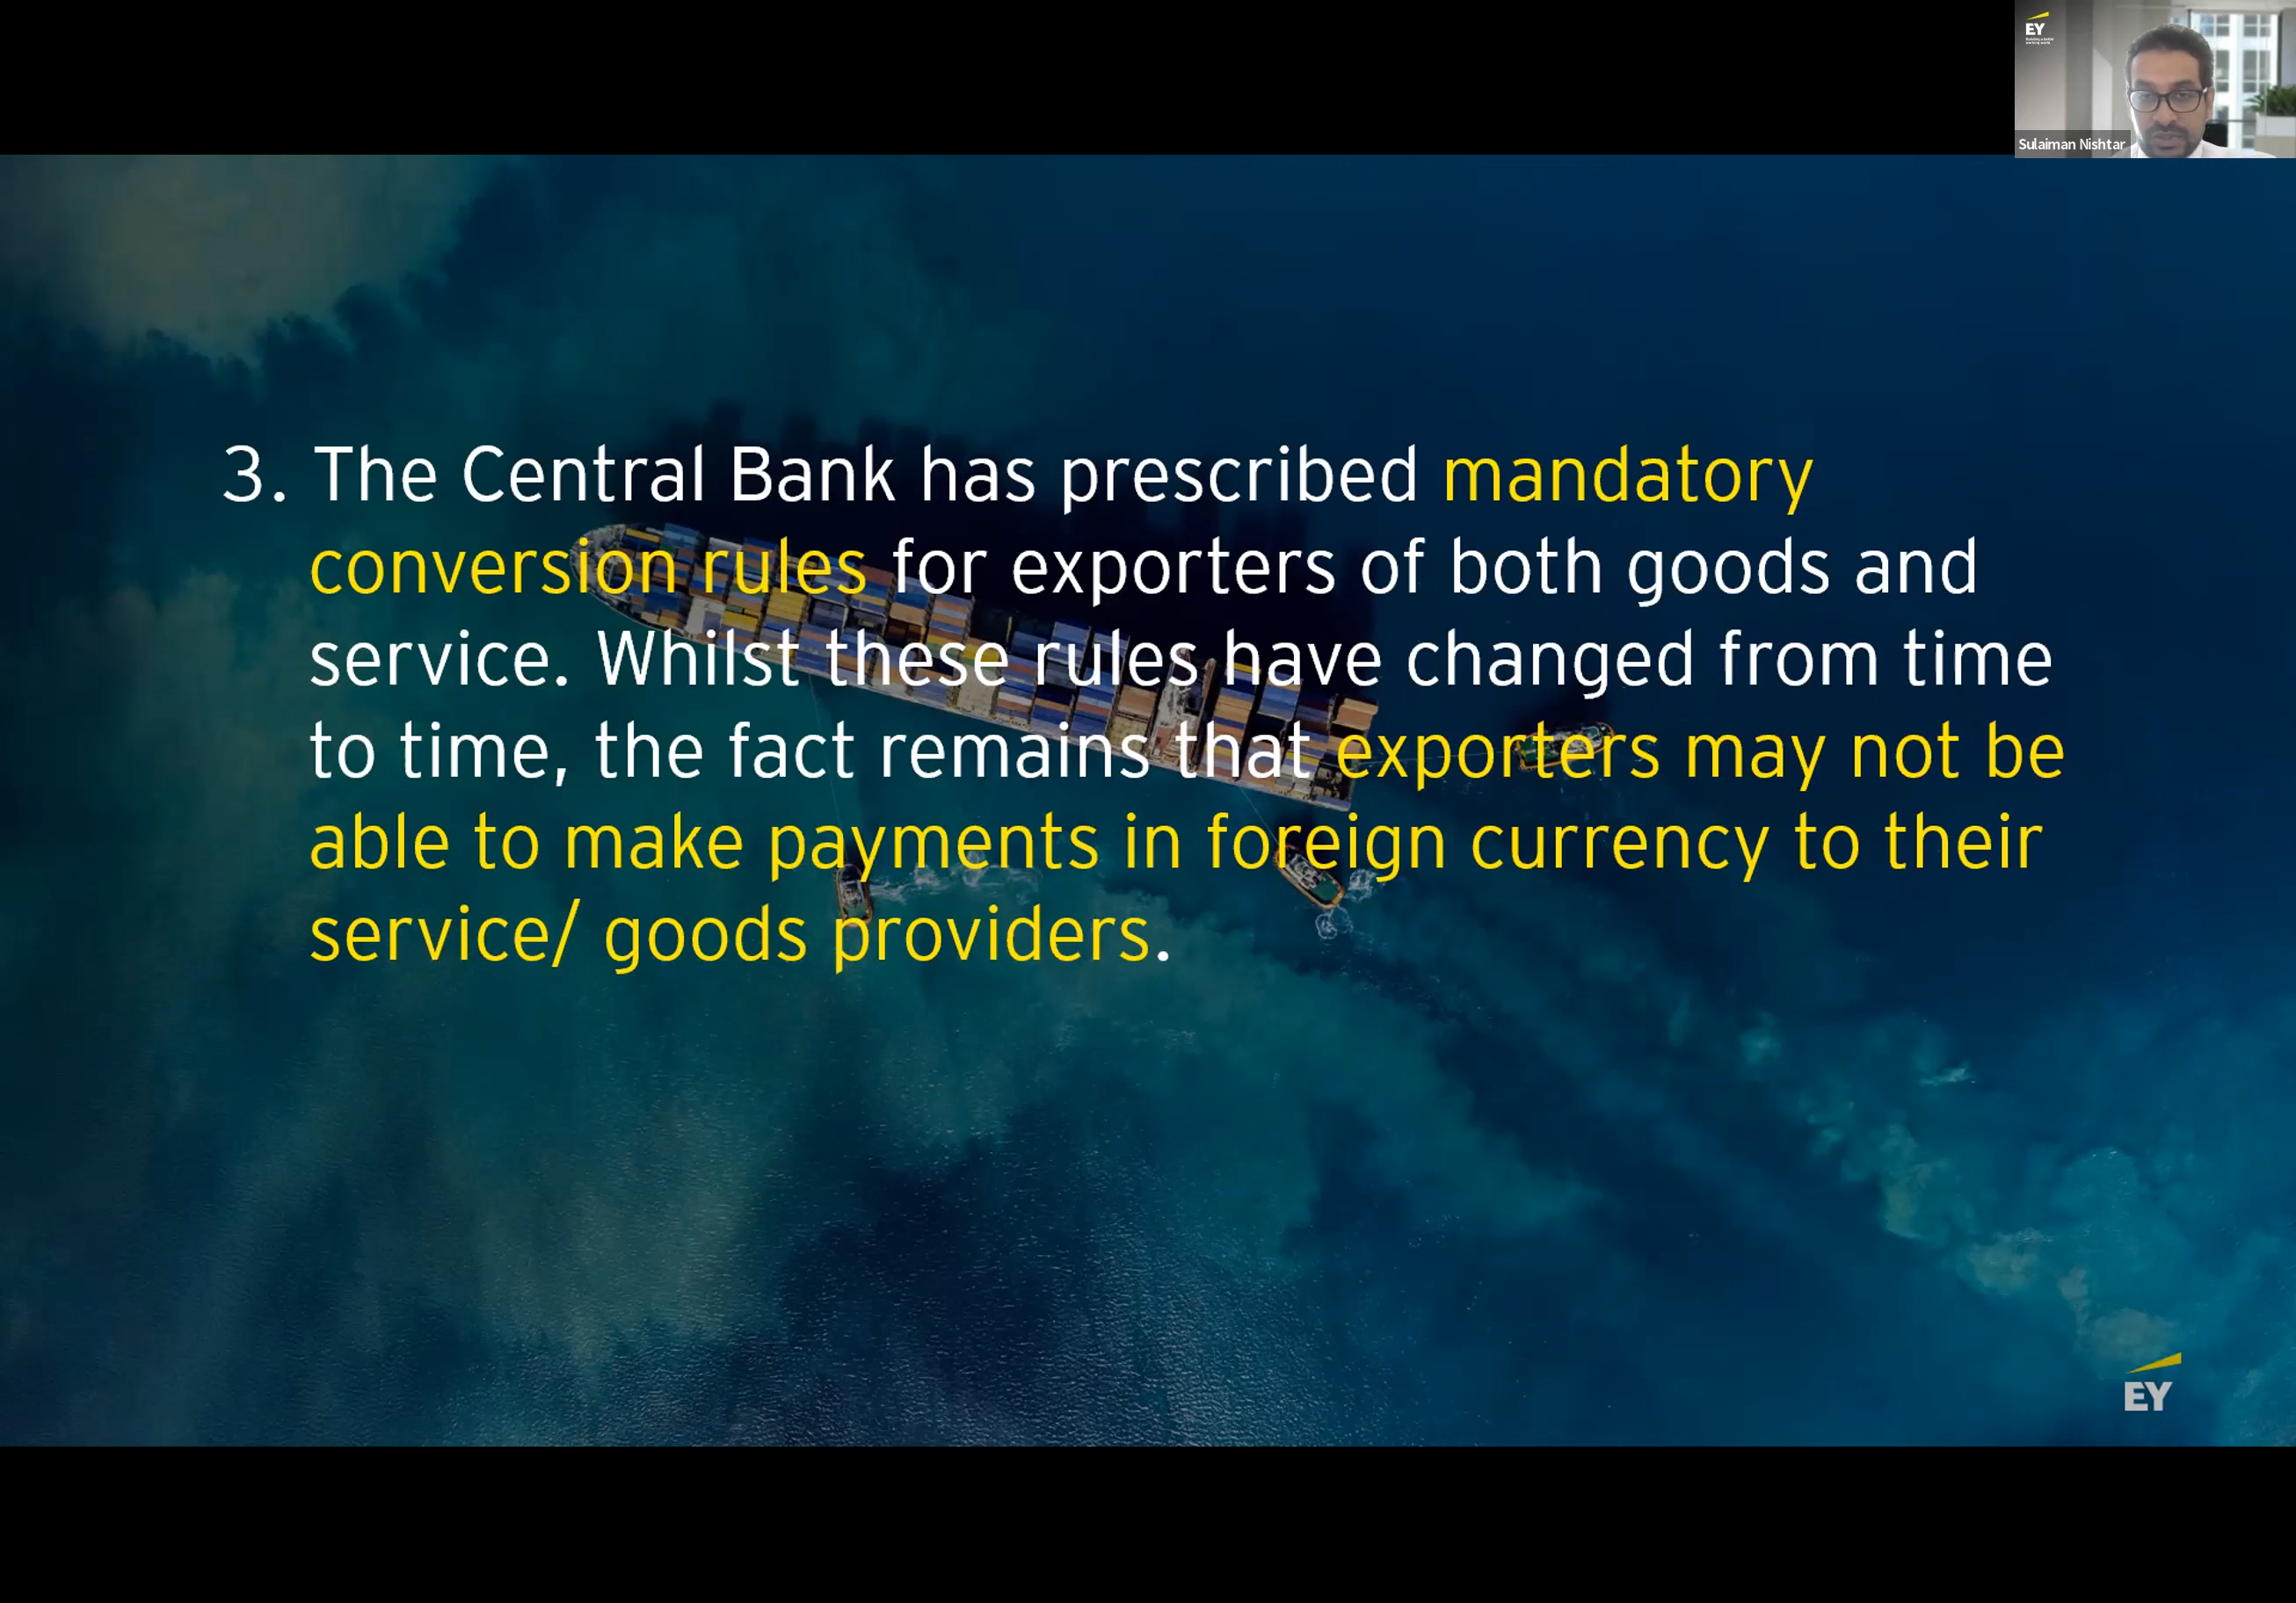 EY
Sulaiman Nishtar
3. The Central Bank has prescribed mandatory
conversion rules for exporters of both goods and
service. Whilst these rules have changed from time
to time, the fact remains that exporters may not be
able to make payments in foreign currency to their
service/ goods providers.
EY